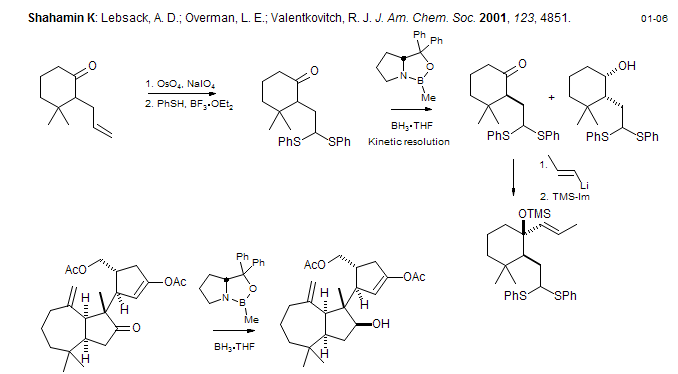 Shahamin K: Lebsack, A. D.; Overman, L. E.; Valentkovitch, R. J. J. Am. Chem. Soc. 2001, 123, 4851. 01-06
O
1. OsO₄, NaIO₄
2. PhSH, BF₃•OEt₂
O
PhS
SPh
Ph
Ph
O
N
B
Me
BH₃•THF
Kinetic resolution
O
PhS
SPh
+
OH
PhS
SPh
1.
Li
2. TMS-Im
OTMS
PhS
SPh
AcO
OAc
H
H
O
H
Ph
Ph
O
N
B
Me
BH₃•THF
AcO
OAc
H
H
OH
H